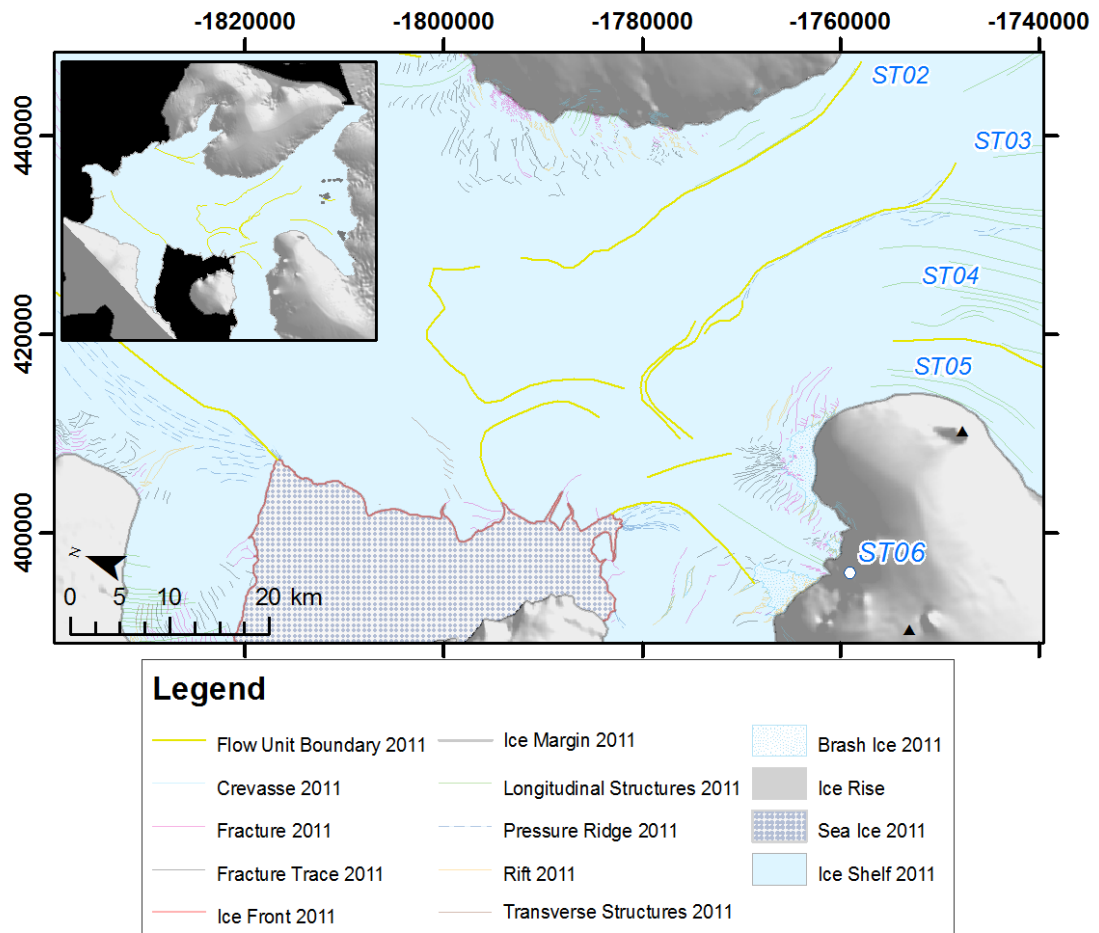 -1820000 -1800000 -1780000 -1760000 -1740000
440000
420000
400000
ST02
ST03
ST04
ST05
ST06
N
0 5 10 20 km
Legend
Flow Unit Boundary 2011
Crevasse 2011
Fracture 2011
Fracture Trace 2011
Ice Front 2011
Ice Margin 2011
Longitudinal Structures 2011
Pressure Ridge 2011
Rift 2011
Transverse Structures 2011
Brash Ice 2011
Ice Rise
Sea Ice 2011
Ice Shelf 2011